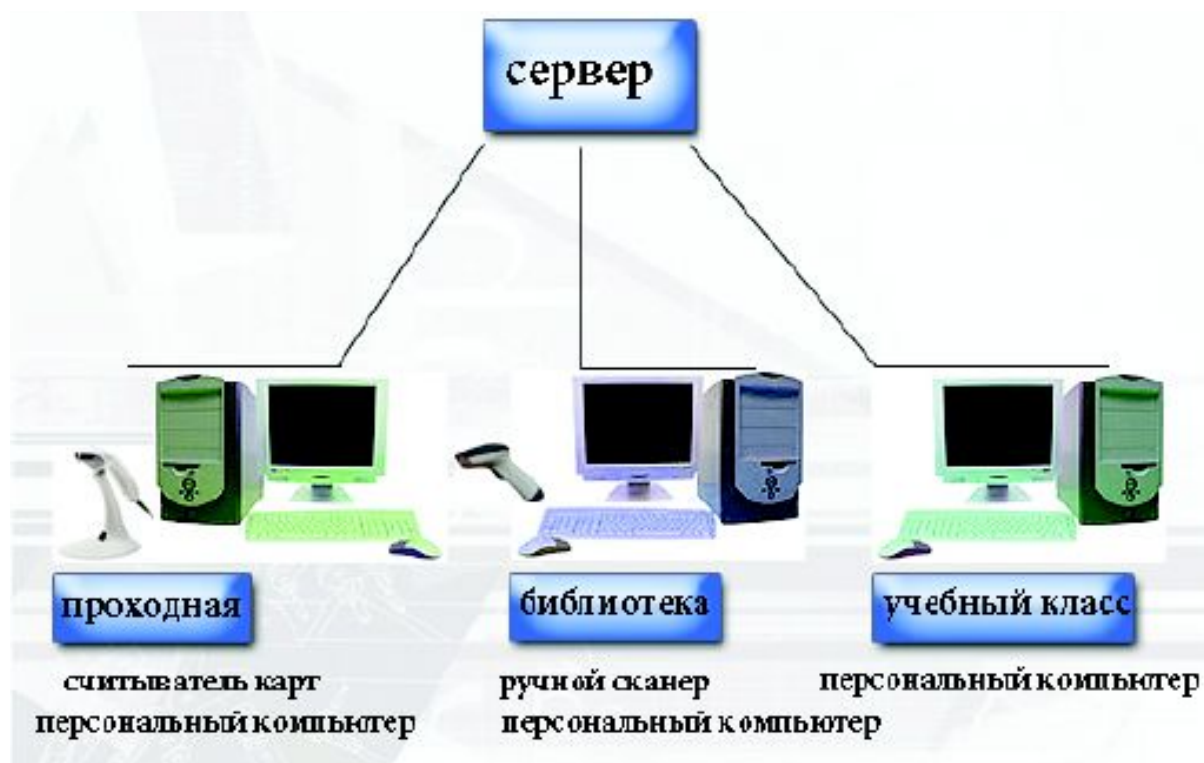 сервер
проходная
считыватель карт
персональный компьютер
библиотека
ручной сканер
персональный компьютер
учебный класс
персональный компьютер